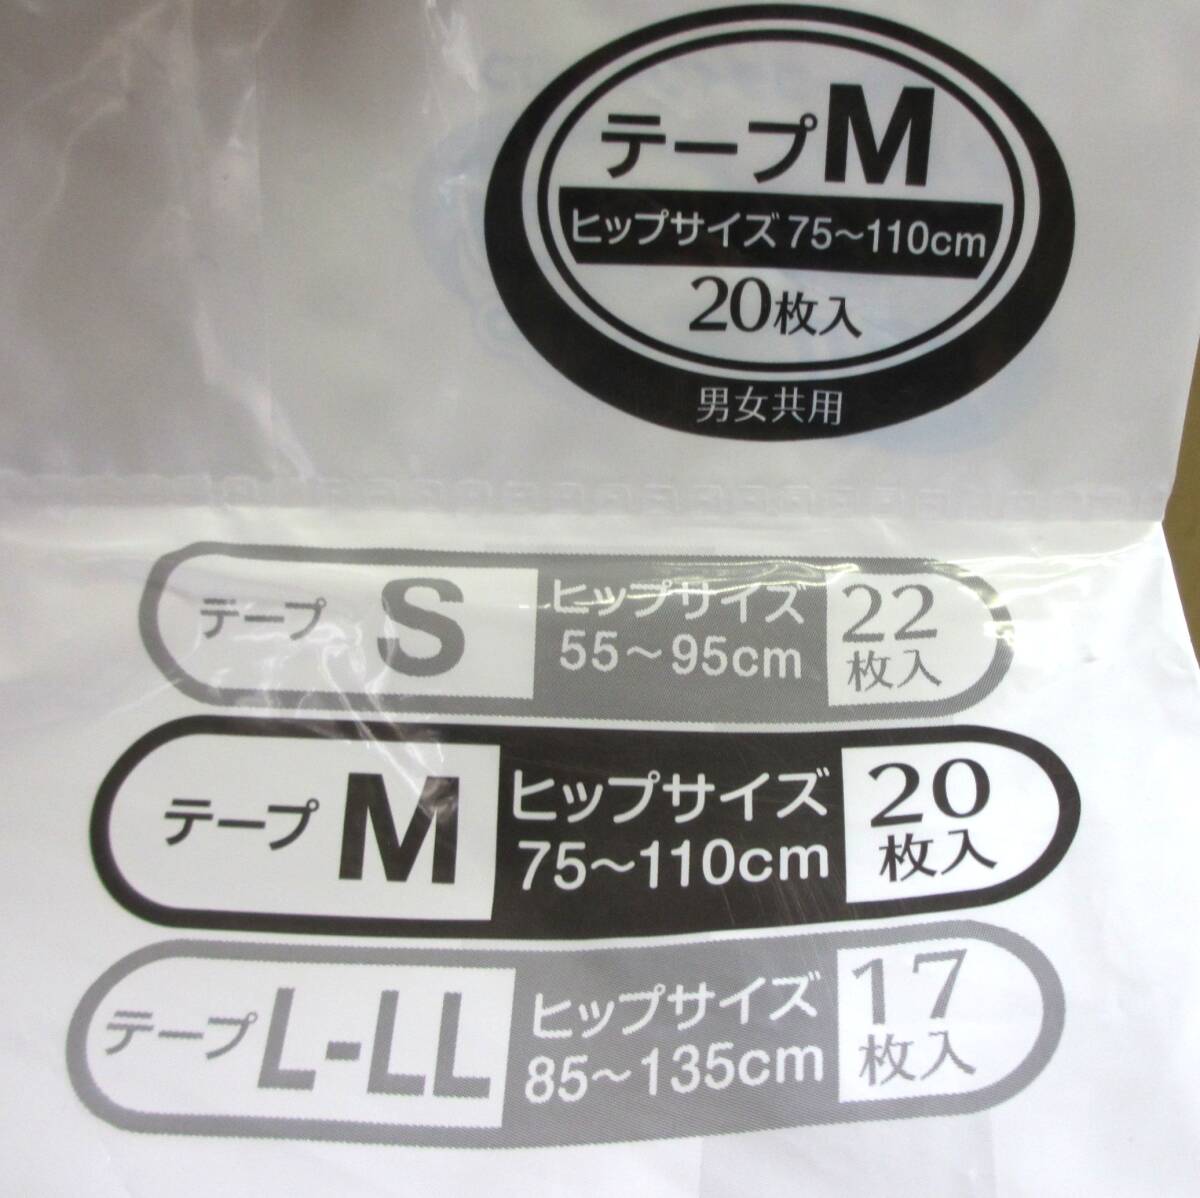 テープM
ヒップサイズ 75～110cm
20枚入
男女共用
テープ S
ヒップサイズ
55～95cm
22
枚入
テープ M
ヒップサイズ
75～110cm
20
枚入
テープ L-LL
ヒップサイズ
85～135cm
17
枚入